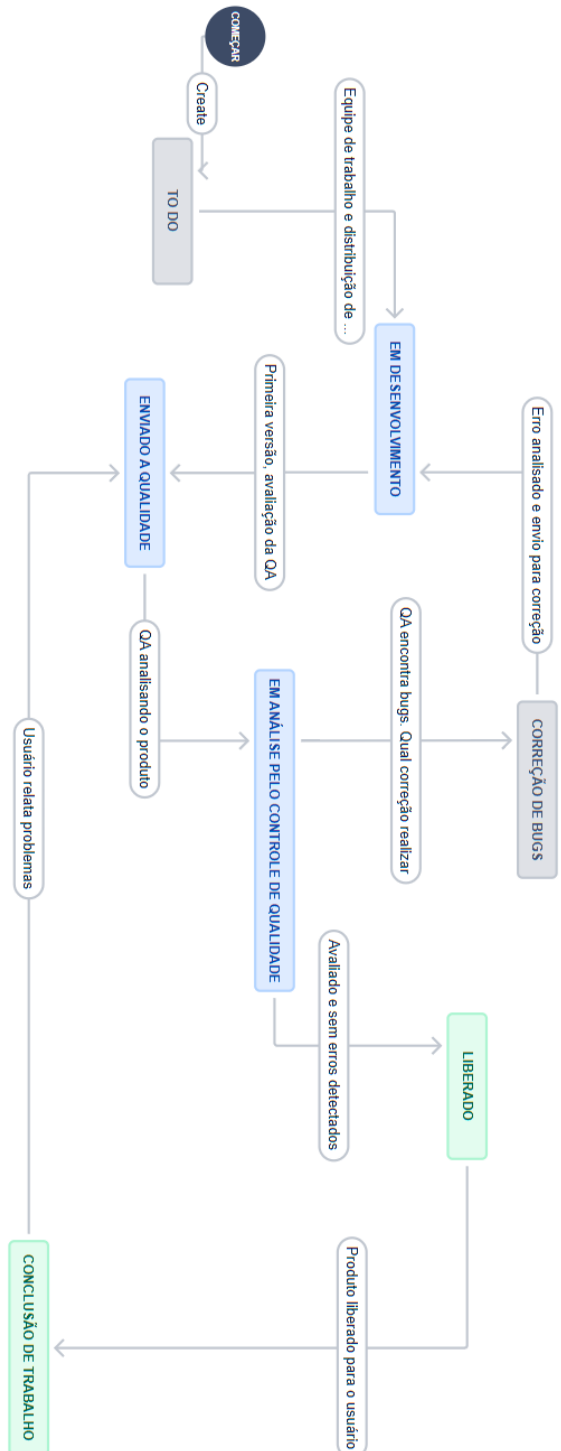 COMEÇAR
Create
TO DO
Equipe de trabalho e distribuição de ...
EM DESENVOLVIMENTO
Primeira versão, avaliação da QA
ENVIADO A QUALIDADE
QA analisando o produto
EM ANÁLISE PELO CONTROLE DE QUALIDADE
QA encontra bugs. Qual correção realizar
CORREÇÃO DE BUGS
Erro analisado e envio para correção
Avaliado e sem erros detectados
LIBERADO
Produto liberado para o usuário
CONCLUSÃO DE TRABALHO
Usuário relata problemas